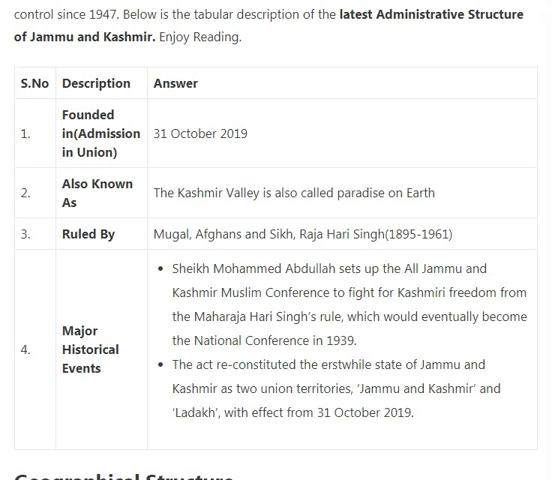 control since 1947. Below is the tabular description of the latest Administrative Structure
of Jammu and Kashmir. Enjoy Reading.
S.No Description Answer
1. Founded in(Admission in Union) 31 October 2019
2. Also Known As The Kashmir Valley is also called paradise on Earth
3. Ruled By Mugal, Afghans and Sikh, Raja Hari Singh(1895-1961)
4. Major Historical Events
• Sheikh Mohammed Abdullah sets up the All Jammu and
Kashmir Muslim Conference to fight for Kashmiri freedom from
the Maharaja Hari Singh's rule, which would eventually become
the National Conference in 1939.
• The act re-constituted the erstwhile state of Jammu and
Kashmir as two union territories, 'Jammu and Kashmir' and
'Ladakh', with effect from 31 October 2019.
Geographical Structure